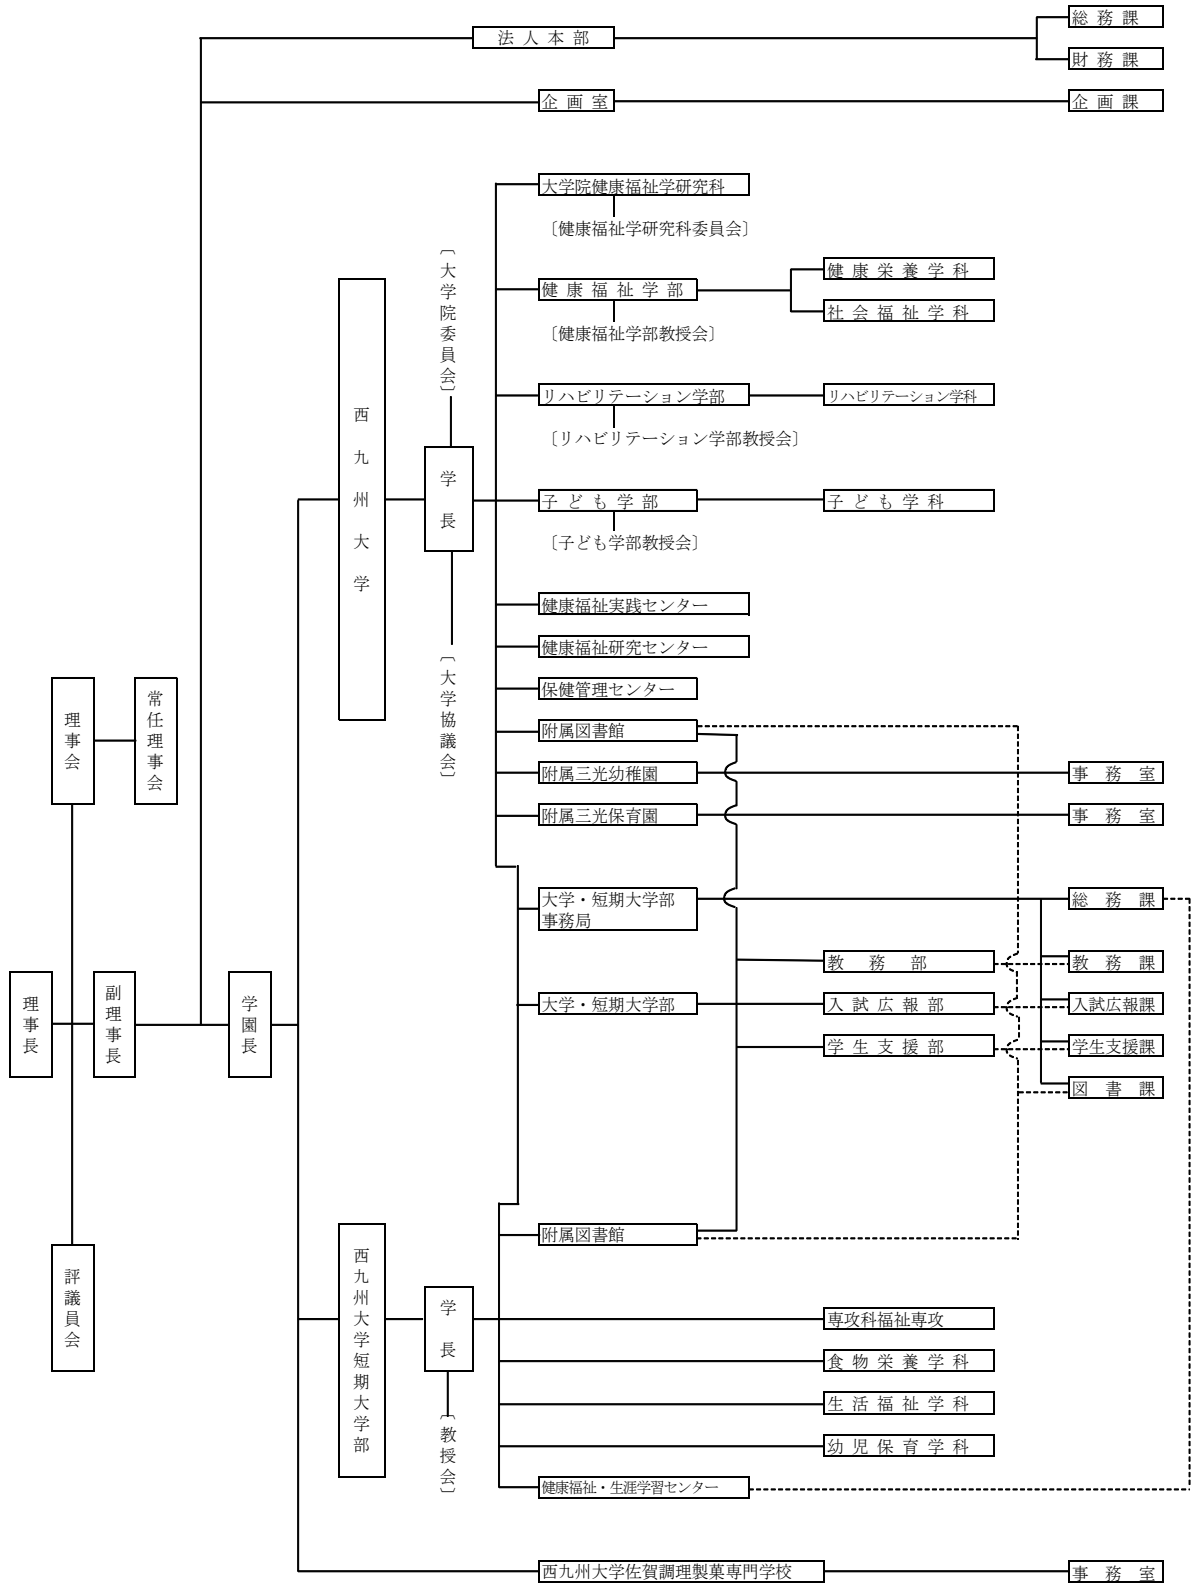 法人本部
総務課
財務課
企画室
企画課
大学院健康福祉学研究科
〔健康福祉学研究科委員会〕
〔大学院委員会〕
健康福祉学部
健康栄養学科
社会福祉学科
〔健康福祉学部教授会〕
リハビリテーション学部
リハビリテーション学科
〔リハビリテーション学部教授会〕
西九州大学
学長
子ども学部
子ども学科
〔子ども学部教授会〕
健康福祉実践センター
健康福祉研究センター
〔大学協議会〕
保健管理センター
附属図書館
附属三光幼稚園
事務室
附属三光保育園
事務室
理事会
常任理事会
大学・短期大学部
事務局
総務課
教務部
教務課
大学・短期大学部
入試広報部
入試広報課
学生支援部
学生支援課
図書課
理事長
副理事長
学園長
附属図書館
評議員会
西九州大学短期大学部
学長
専攻科福祉専攻
食物栄養学科
生活福祉学科
幼児保育学科
〔教授会〕
健康福祉・生涯学習センター
西九州大学佐賀調理製菓専門学校
事務室